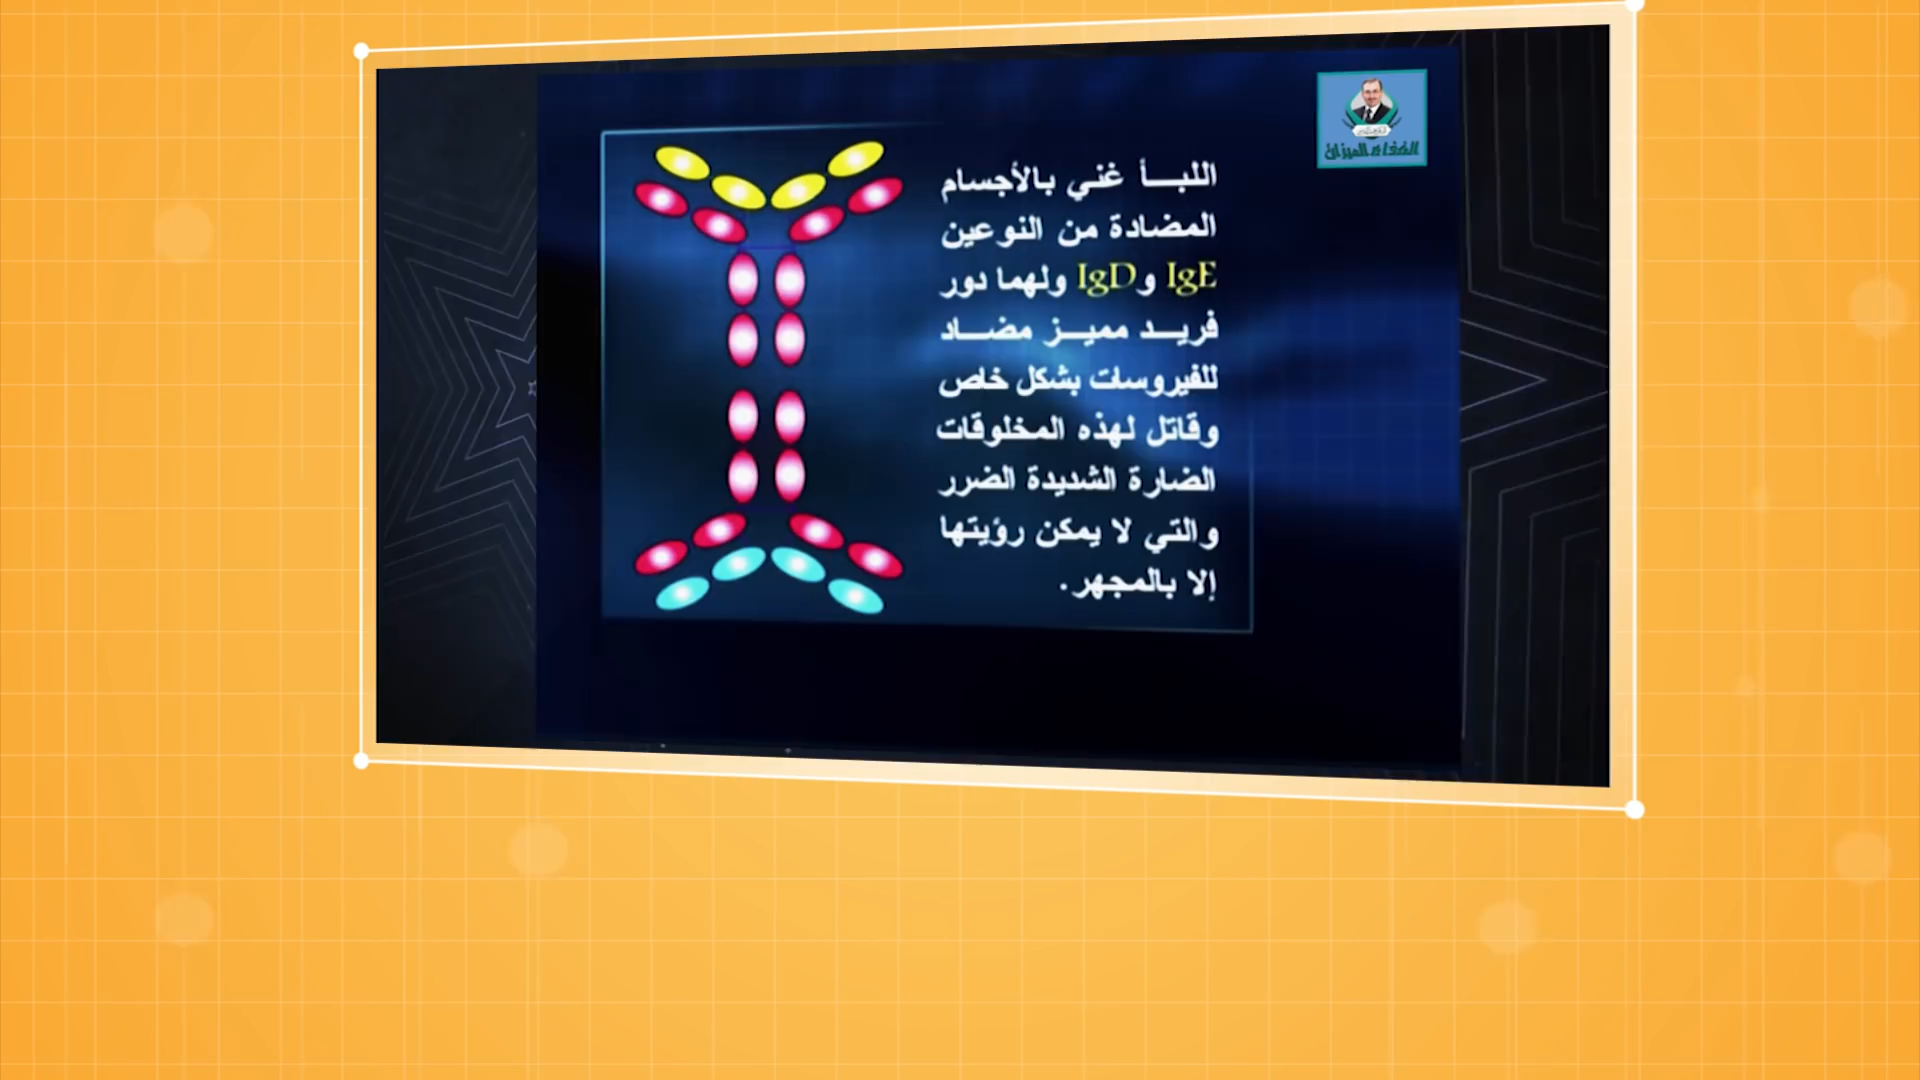 اللبـــأ غني بالأجسام
المضادة من النوعين
IgE وIgD ولهما دور
فريـــد مميـــز مضـــاد
للفيروسات بشكل خاص
وقاتل لهذه المخلوقات
الضارة الشديدة الضرر
والتي لا يمكن رؤيتها
إلا بالمجهر.